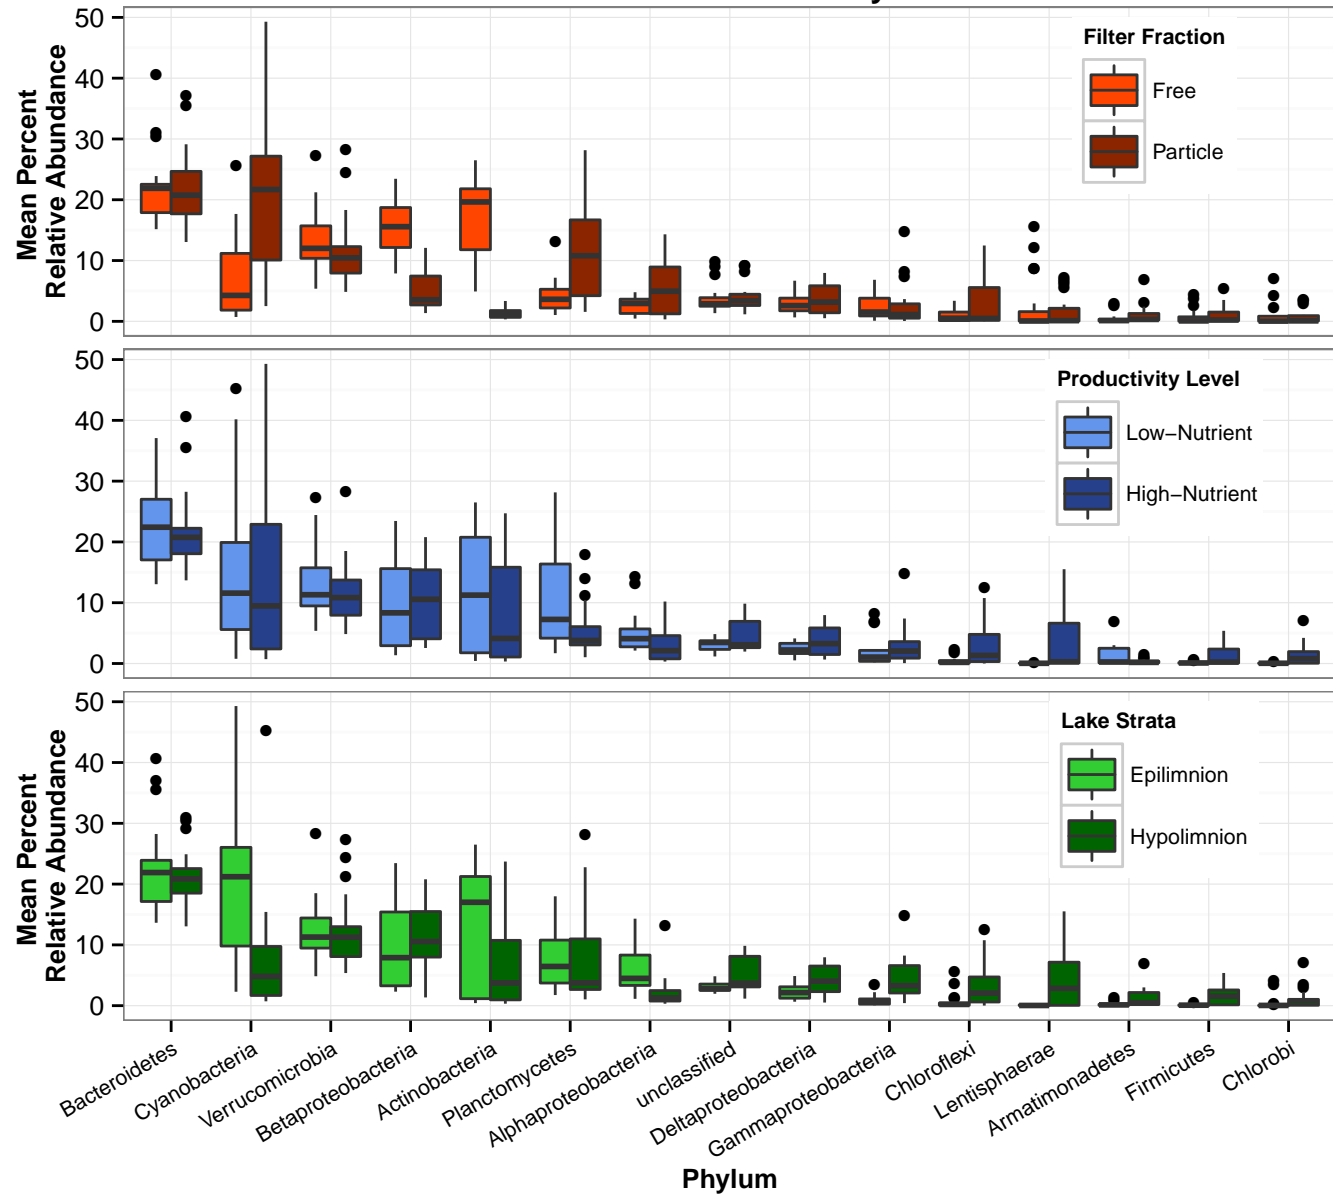 50
40
30
20
10
0
Mean Percent
Relative Abundance
Filter Fraction
Free
Particle
50
40
30
20
10
0
Productivity Level
Low−Nutrient
High−Nutrient
50
40
30
20
10
0
Mean Percent
Relative Abundance
Lake Strata
Epilimnion
Hypolimnion
Bacteroidetes
Cyanobacteria
Verrucomicrobia
Betaproteobacteria
Actinobacteria
Planctomycetes
Alphaproteobacteria
unclassified
Deltaproteobacteria
Gammaproteobacteria
Chloroflexi
Lentisphaerae
Armatimonadetes
Firmicutes
Chlorobi
Phylum